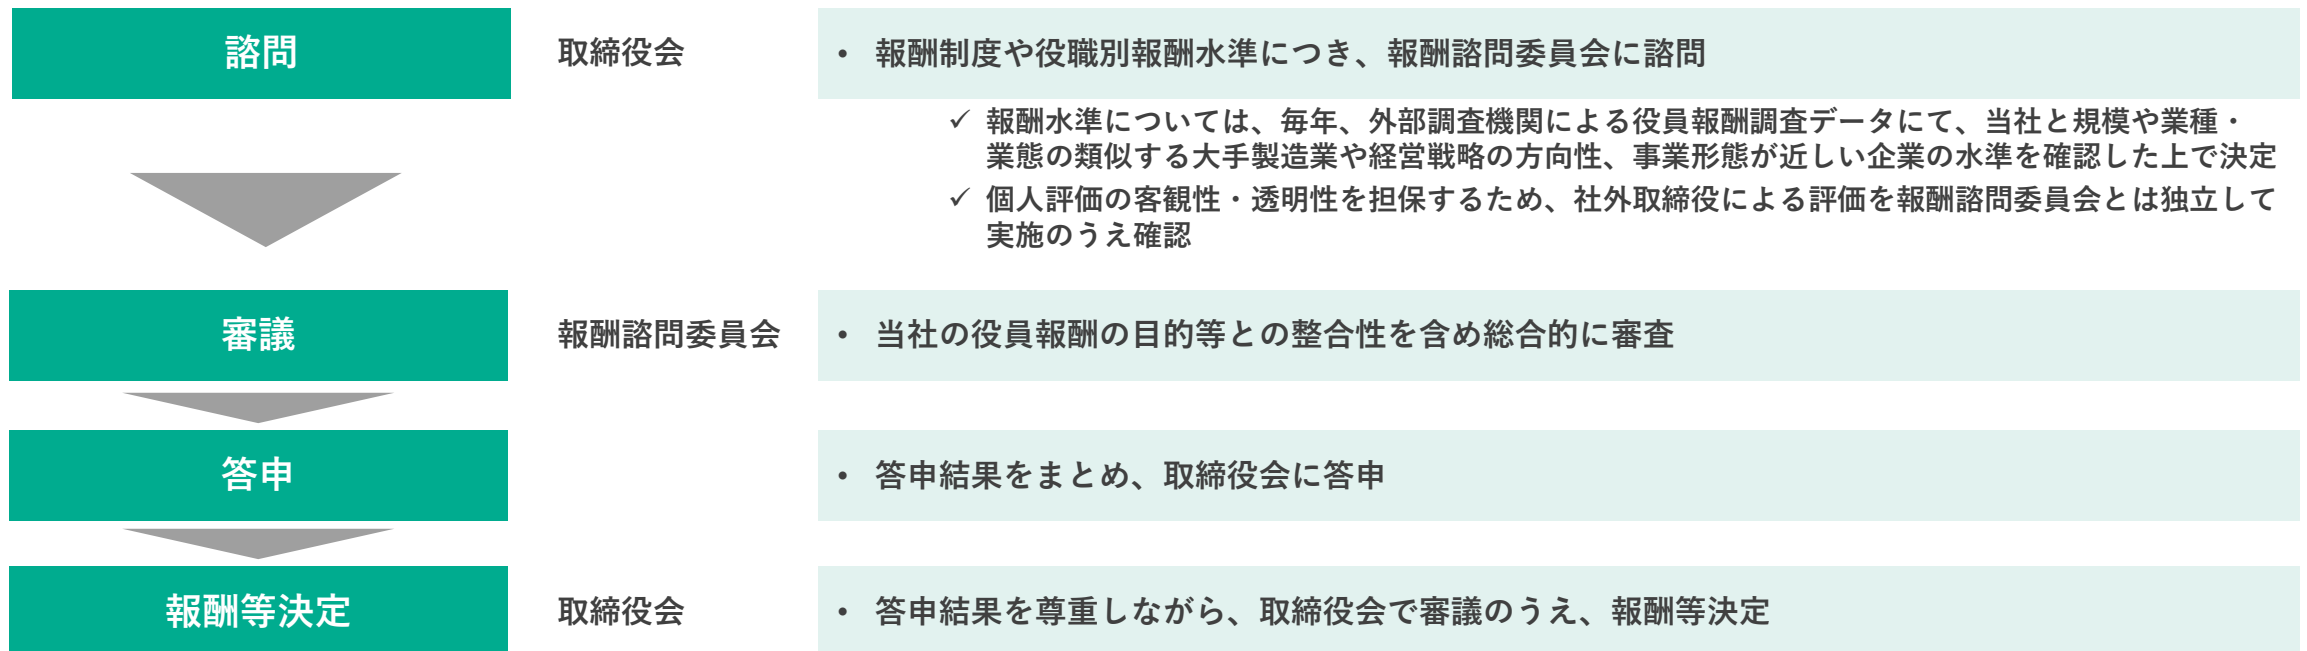 諮問
取締役会
• 報酬制度や役職別報酬水準につき、報酬諮問委員会に諮問
✓ 報酬水準については、毎年、外部調査機関による役員報酬調査データにて、当社と規模や業種・
業態の類似する大手製造業や経営戦略の方向性、事業形態が近しい企業の水準を確認した上で決定
✓ 個人評価の客観性・透明性を担保するため、社外取締役による評価を報酬諮問委員会とは独立して
実施のうえ確認
審議
報酬諮問委員会
• 当社の役員報酬の目的等との整合性を含め総合的に審査
答申
• 答申結果をまとめ、取締役会に答申
報酬等決定
取締役会
• 答申結果を尊重しながら、取締役会で審議のうえ、報酬等決定